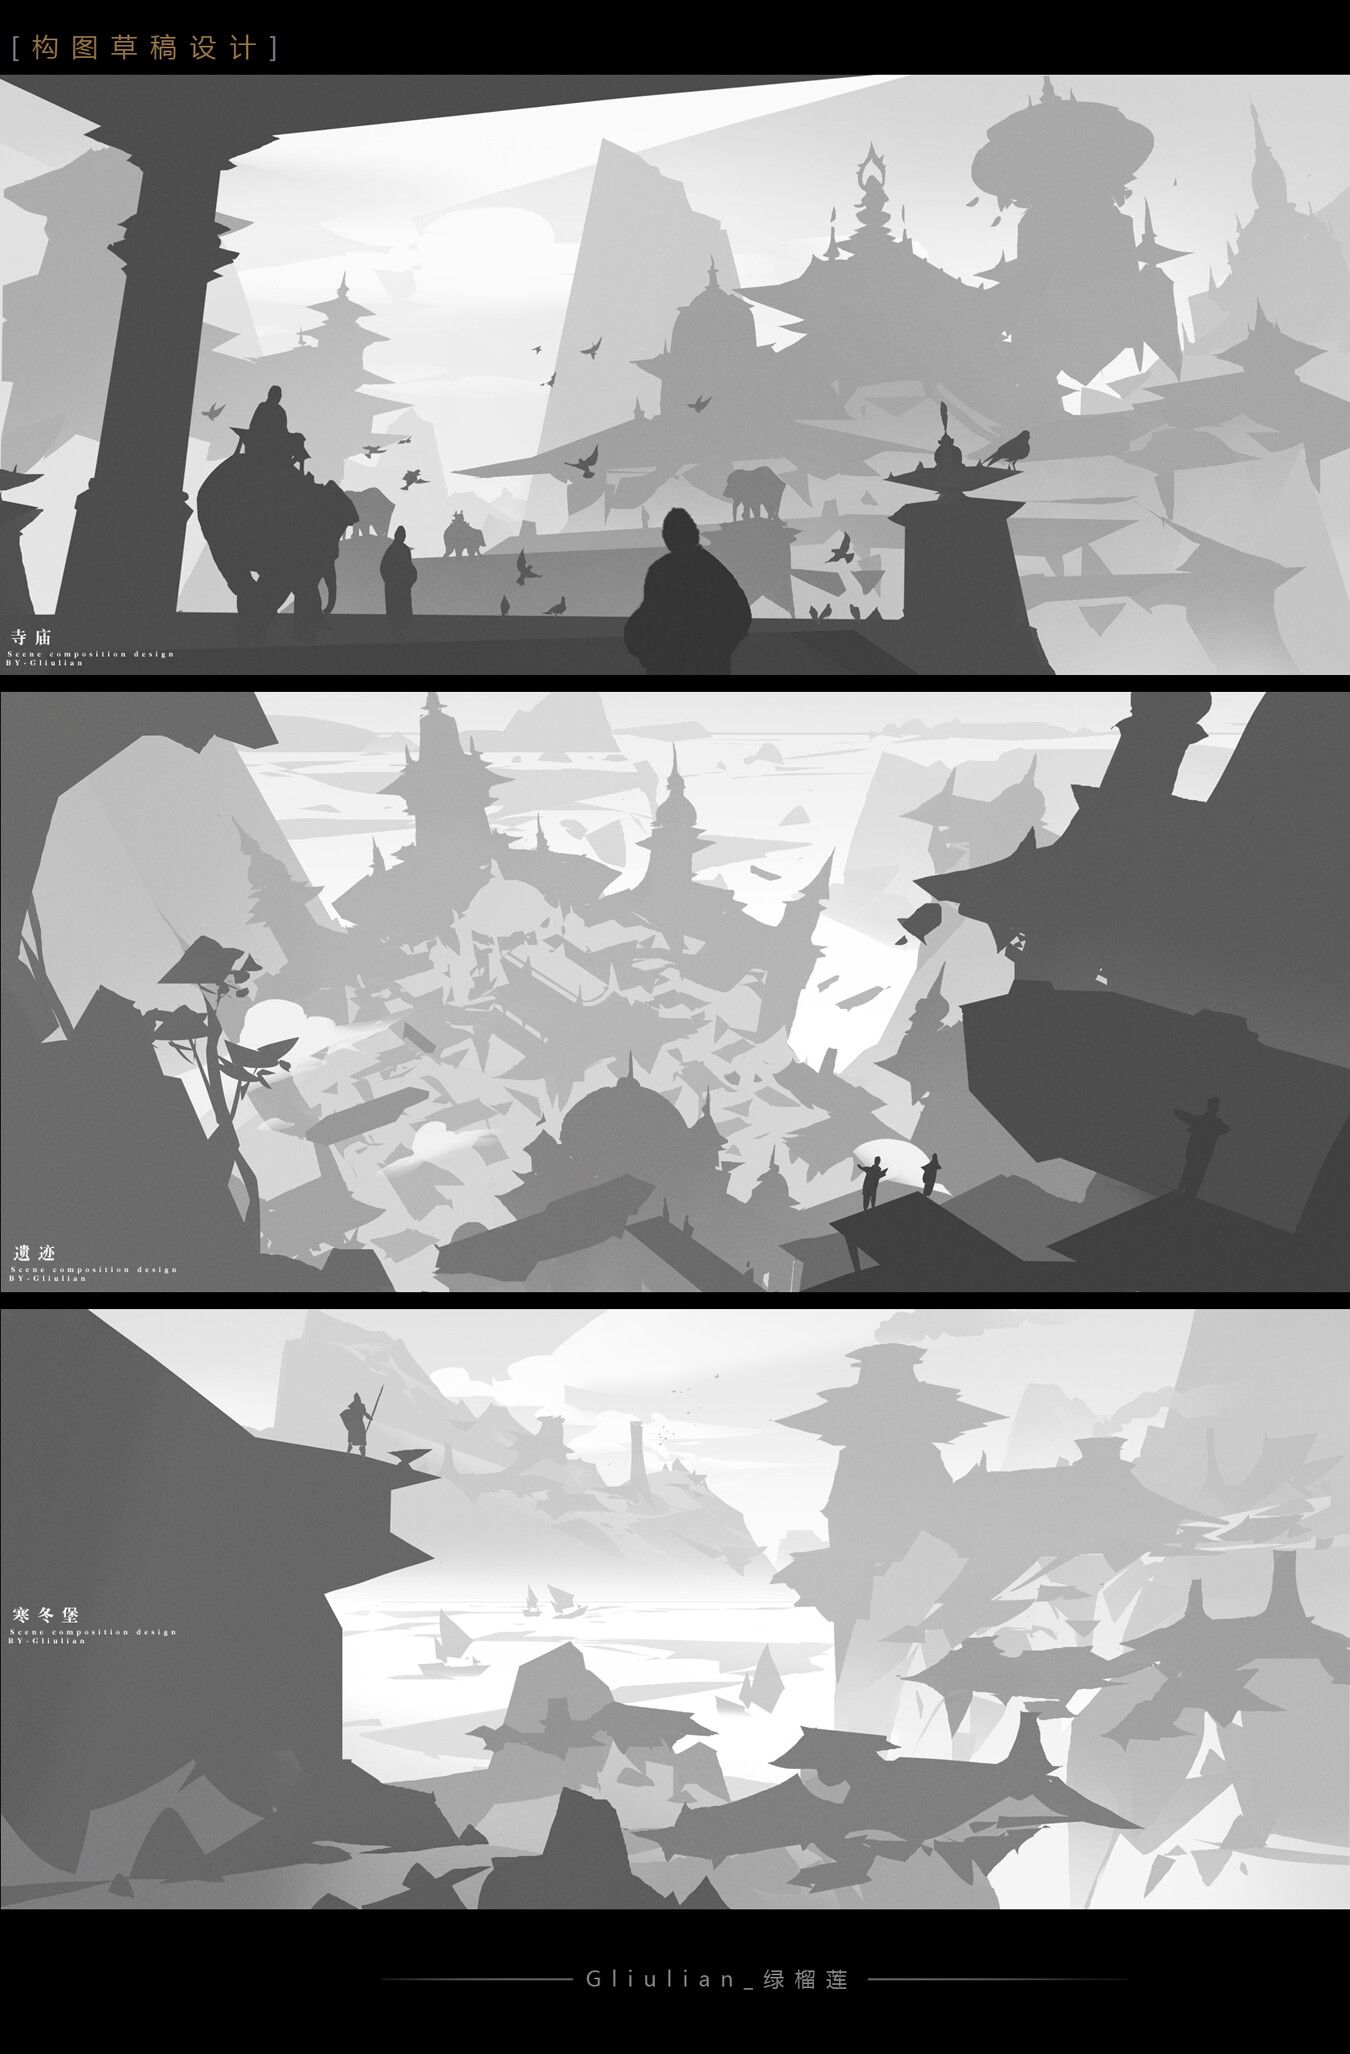 [构图草稿设计]
寺庙
Scene composition design
BY-Gliulian
遗迹
Scene composition design
BY-Gliulian
寒冬堡
Scene composition design
BY-Gliulian
Gliulian_绿榴莲